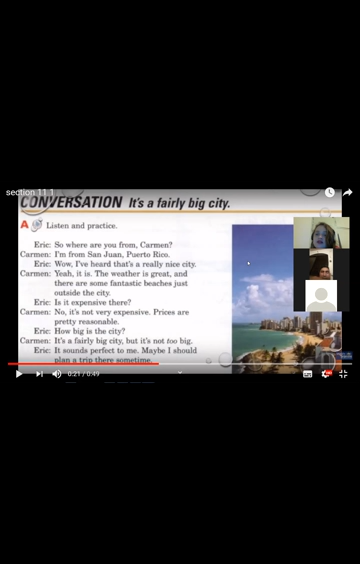 section 11.1
CONVERSATION It's a fairly big city.
A Listen and practice.
Eric: So where are you from, Carmen?
Carmen: I'm from San Juan, Puerto Rico.
Eric: Wow, I've heard that's a really nice city.
Carmen: Yeah, it is. The weather is great, and
there are some fantastic beaches just
outside the city.
Eric: Is it expensive there?
Carmen: No, it's not very expensive. Prices are
pretty reasonable.
Eric: How big is the city?
Carmen: It's a fairly big city, but it's not too big.
Eric: It sounds perfect to me. Maybe I should
plan a trip there sometime.
0:21 / 0:49